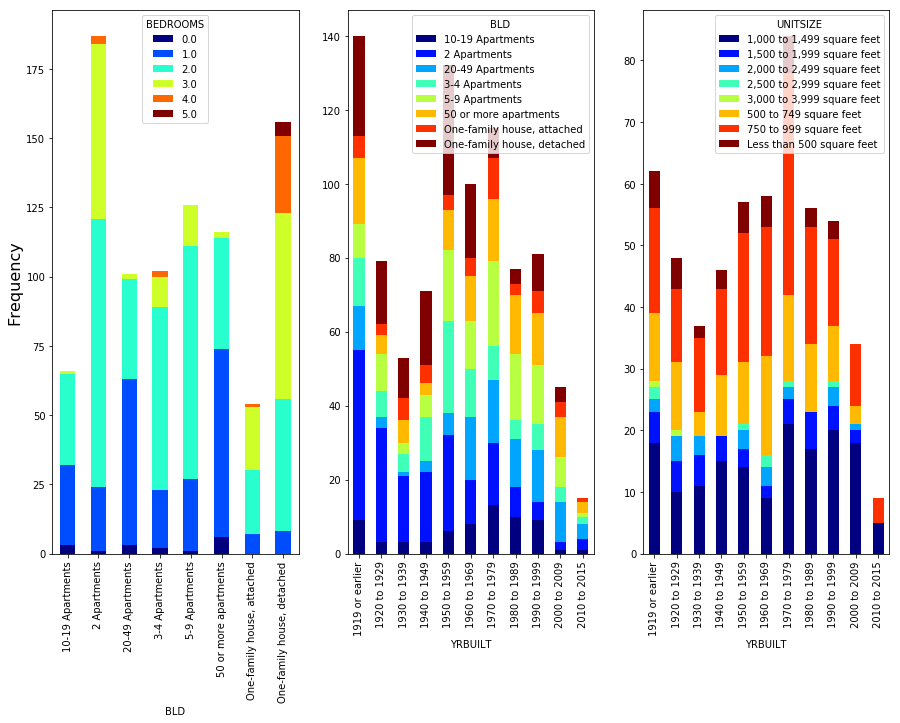 Frequency
175
150
125
100
75
50
25
0
BEDROOMS
0.0
1.0
2.0
3.0
4.0
5.0
10-19 Apartments
2 Apartments
20-49 Apartments
3-4 Apartments
5-9 Apartments
50 or more apartments
One-family house, attached
One-family house, detached
BLD
140
120
100
80
60
40
20
0
BLD
10-19 Apartments
2 Apartments
20-49 Apartments
3-4 Apartments
5-9 Apartments
50 or more apartments
One-family house, attached
One-family house, detached
1919 or earlier
1920 to 1929
1930 to 1939
1940 to 1949
1950 to 1959
1960 to 1969
1970 to 1979
1980 to 1989
1990 to 1999
2000 to 2009
2010 to 2015
YRBUILT
80
70
60
50
40
30
20
10
0
UNITSIZE
1,000 to 1,499 square feet
1,500 to 1,999 square feet
2,000 to 2,499 square feet
2,500 to 2,999 square feet
3,000 to 3,999 square feet
500 to 749 square feet
750 to 999 square feet
Less than 500 square feet
1919 or earlier
1920 to 1929
1930 to 1939
1940 to 1949
1950 to 1959
1960 to 1969
1970 to 1979
1980 to 1989
1990 to 1999
2000 to 2009
2010 to 2015
YRBUILT